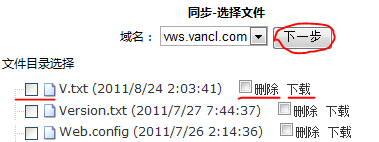 同步-选择文件
域名： vws.vancl.com 下一步
文件目录选择
V.txt (2011/8/24 2:03:41) 删除 下载
Version.txt (2011/7/27 7:44:37) 删除 下载
Web.config (2011/7/26 2:14:36) 删除 下载